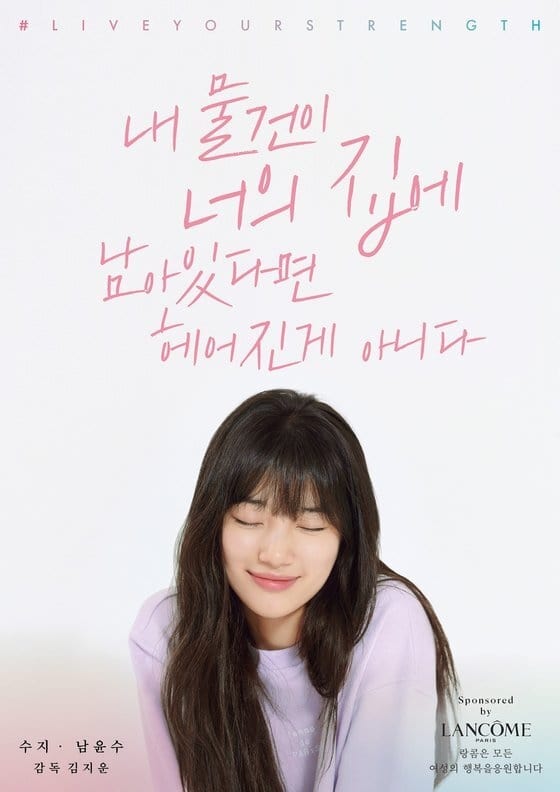 #LIVEYOURSTRENGTH
내 물건이
너의 집에
남아있다면
헤어진게 아니다
수지 · 남윤수
감독 김지운
Sponsored
by
LANCÔME
PARIS
랑콤은 모든
여성의 행복을응원합니다